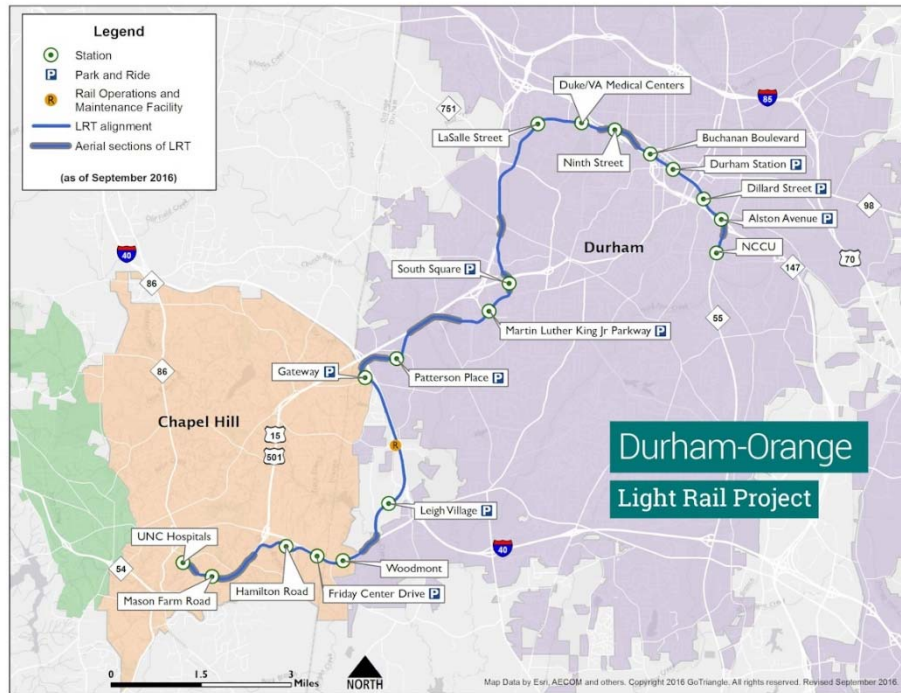 Legend
Station
P
Park and Ride
R
Rail Operations and
Maintenance Facility
LRT alignment
Aerial sections of LRT
(as of September 2016)
Duke/VA Medical Centers
751
85
LaSalle Street
Buchanan Boulevard
Ninth Street
Durham Station P
Dillard Street P
98
Alston Avenue P
Durham
NCCU
40
70
147
86
South Square P
55
Martin Luther King Jr Parkway P
86
Gateway P
Patterson Place P
Chapel Hill
15
501
Durham-Orange
R
Light Rail Project
Leigh Village P
UNC Hospitals
40
54
Woodmont
Mason Farm Road
Hamilton Road
Friday Center Drive P
0 1.5 3
Miles
NORTH
Map Data by Esri, AECOM and others. Copyright 2016 GoTriangle. All rights reserved. Revised September 2016.